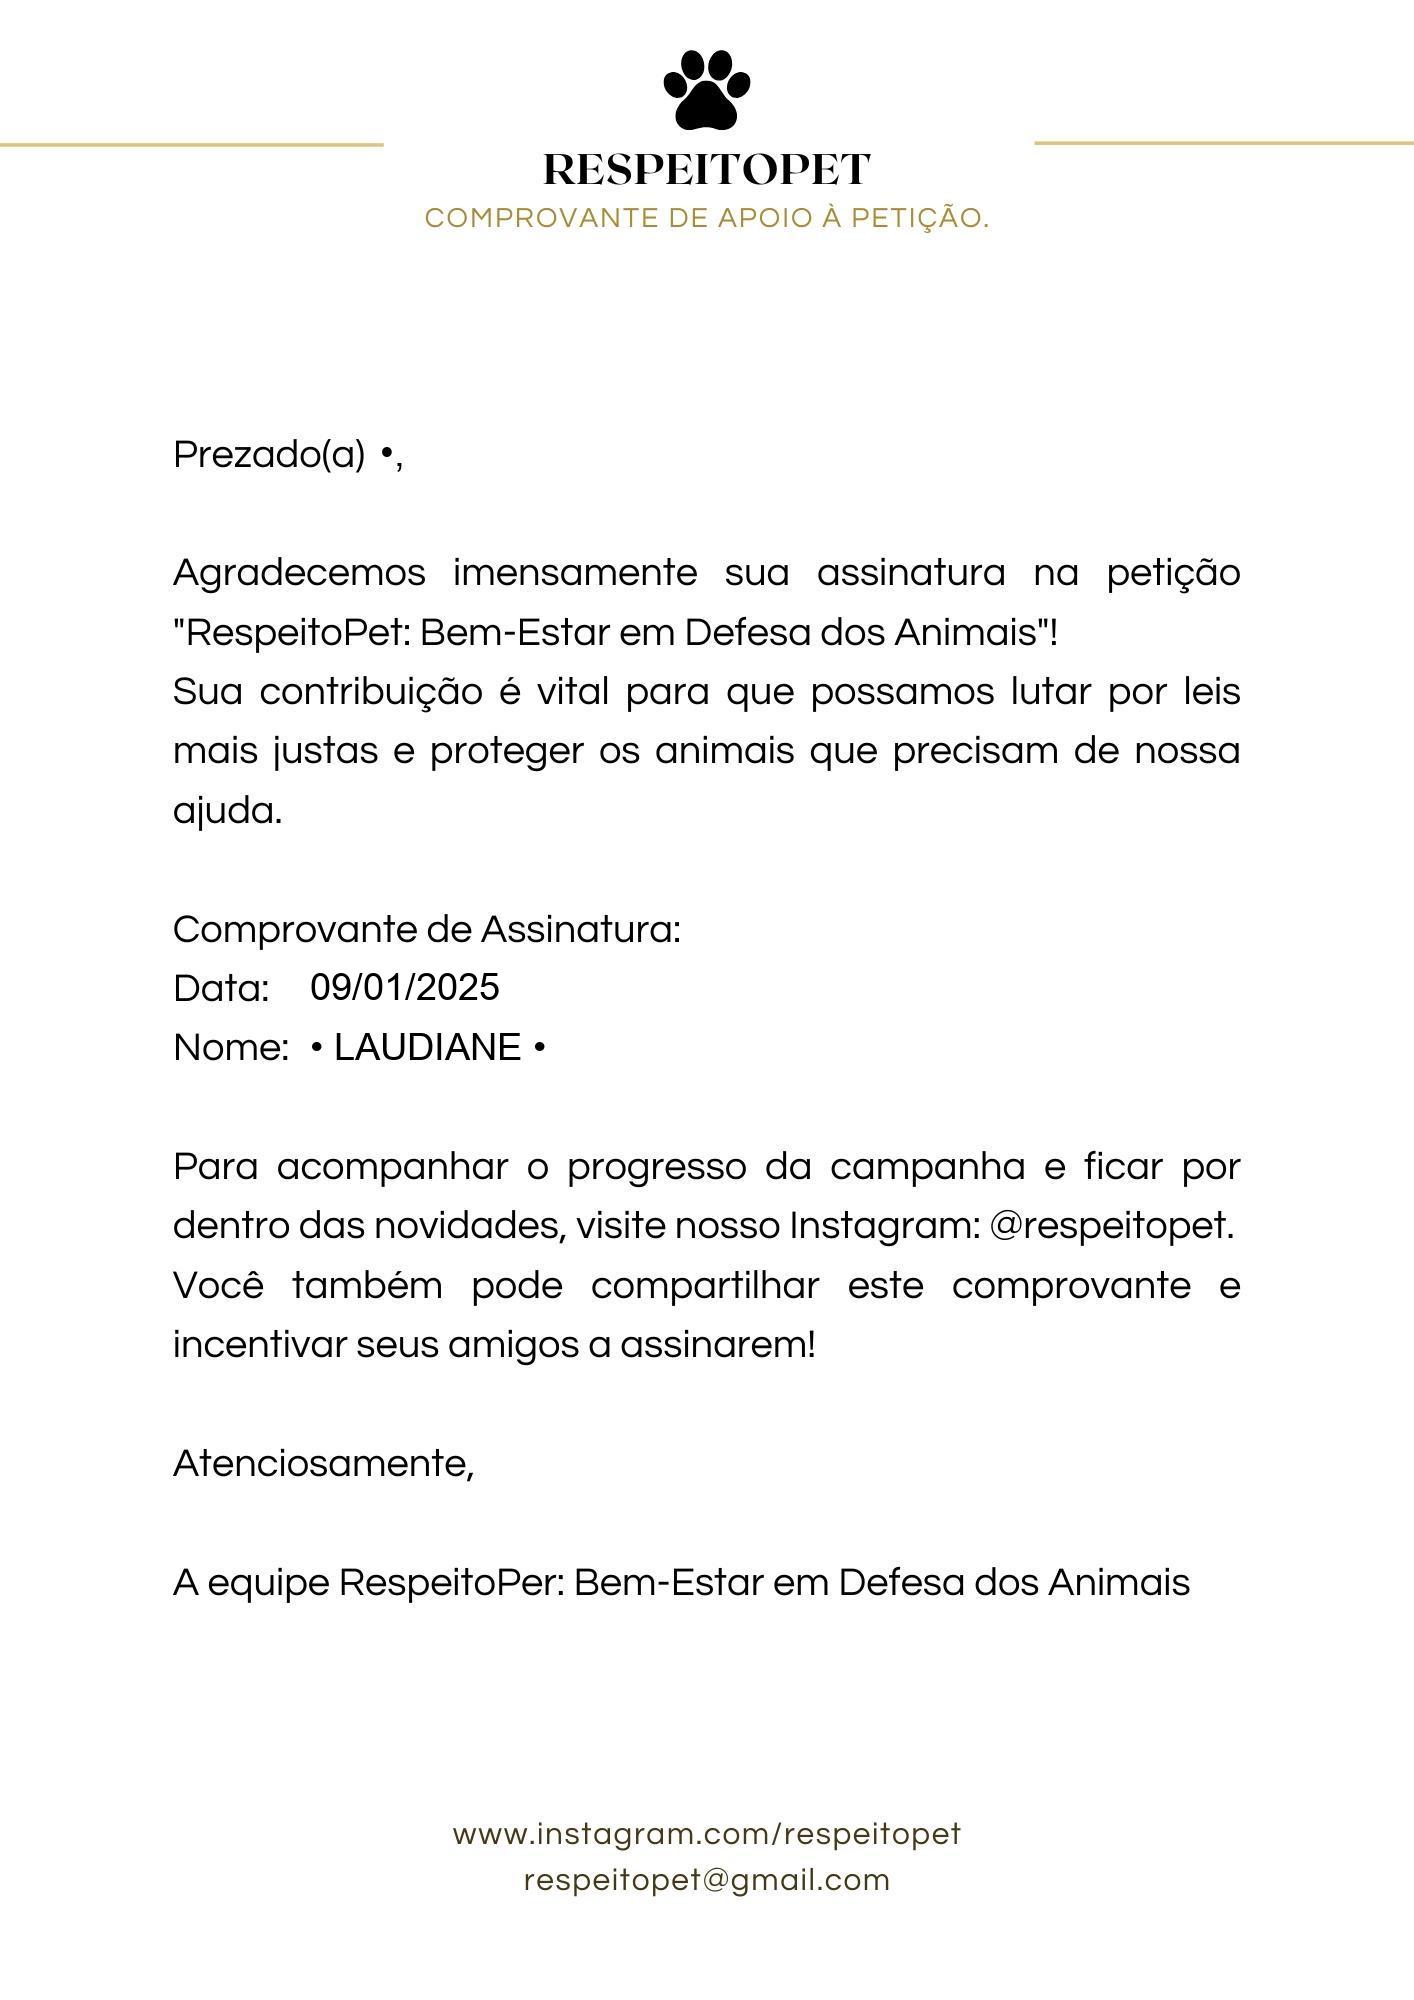 RESPEITOPET
COMPROVANTE DE APOIO À PETIÇÃO.
Prezado(a) •,
Agradecemos imensamente sua assinatura na petição
"RespeitoPet: Bem-Estar em Defesa dos Animais"!
Sua contribuição é vital para que possamos lutar por leis
mais justas e proteger os animais que precisam de nossa
ajuda.
Comprovante de Assinatura:
Data: 09/01/2025
Nome: • LAUDIANE •
Para acompanhar o progresso da campanha e ficar por
dentro das novidades, visite nosso Instagram: @respeitopet.
Você também pode compartilhar este comprovante e
incentivar seus amigos a assinarem!
Atenciosamente,
A equipe RespeitoPer: Bem-Estar em Defesa dos Animais
www.instagram.com/respeitopet
respeitopet@gmail.com